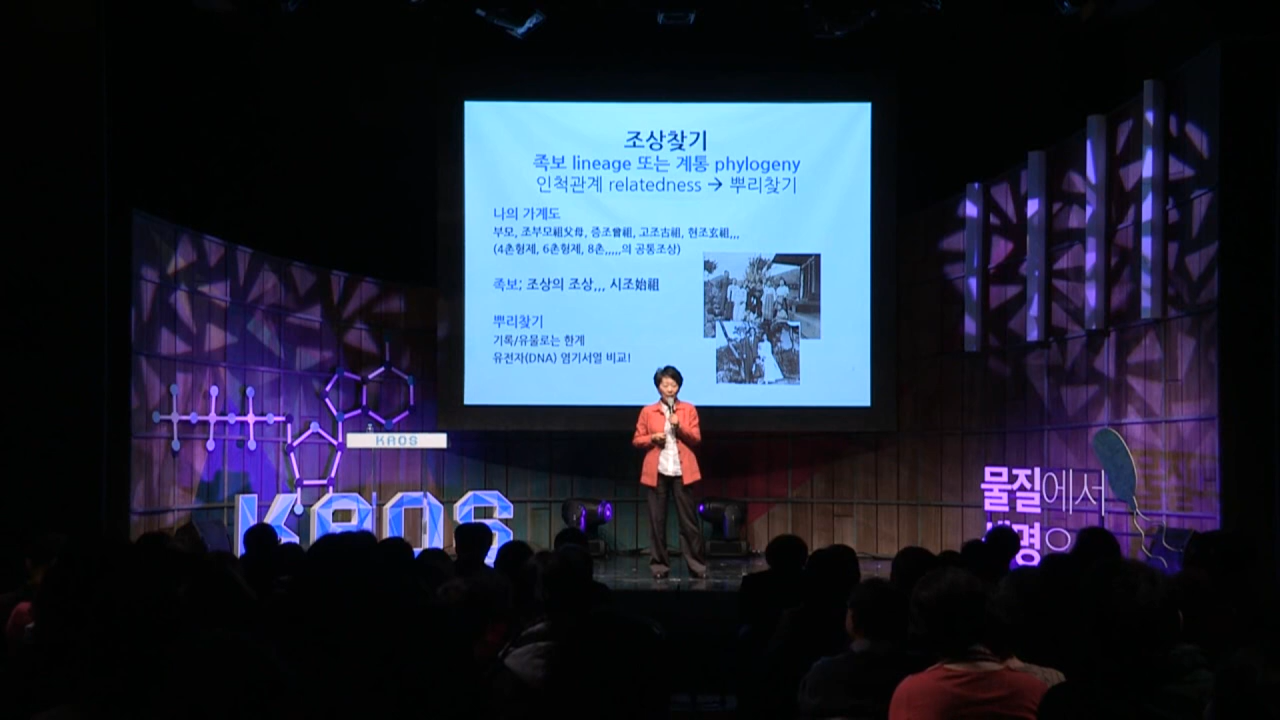 조상찾기
족보 lineage 또는 계통 phylogeny
인척관계 relatedness → 뿌리찾기
나의 가계도
부모, 조부모祖父母, 증조曾祖, 고조古祖, 현조玄祖,,,
(4촌형제, 6촌형제, 8촌,,,,,의 공통조상)
족보; 조상의 조상,,, 시조始祖
뿌리찾기
기록/유물로는 한계
유전자(DNA) 염기서열 비교!
KAOS
KAOS
물질에서
명으